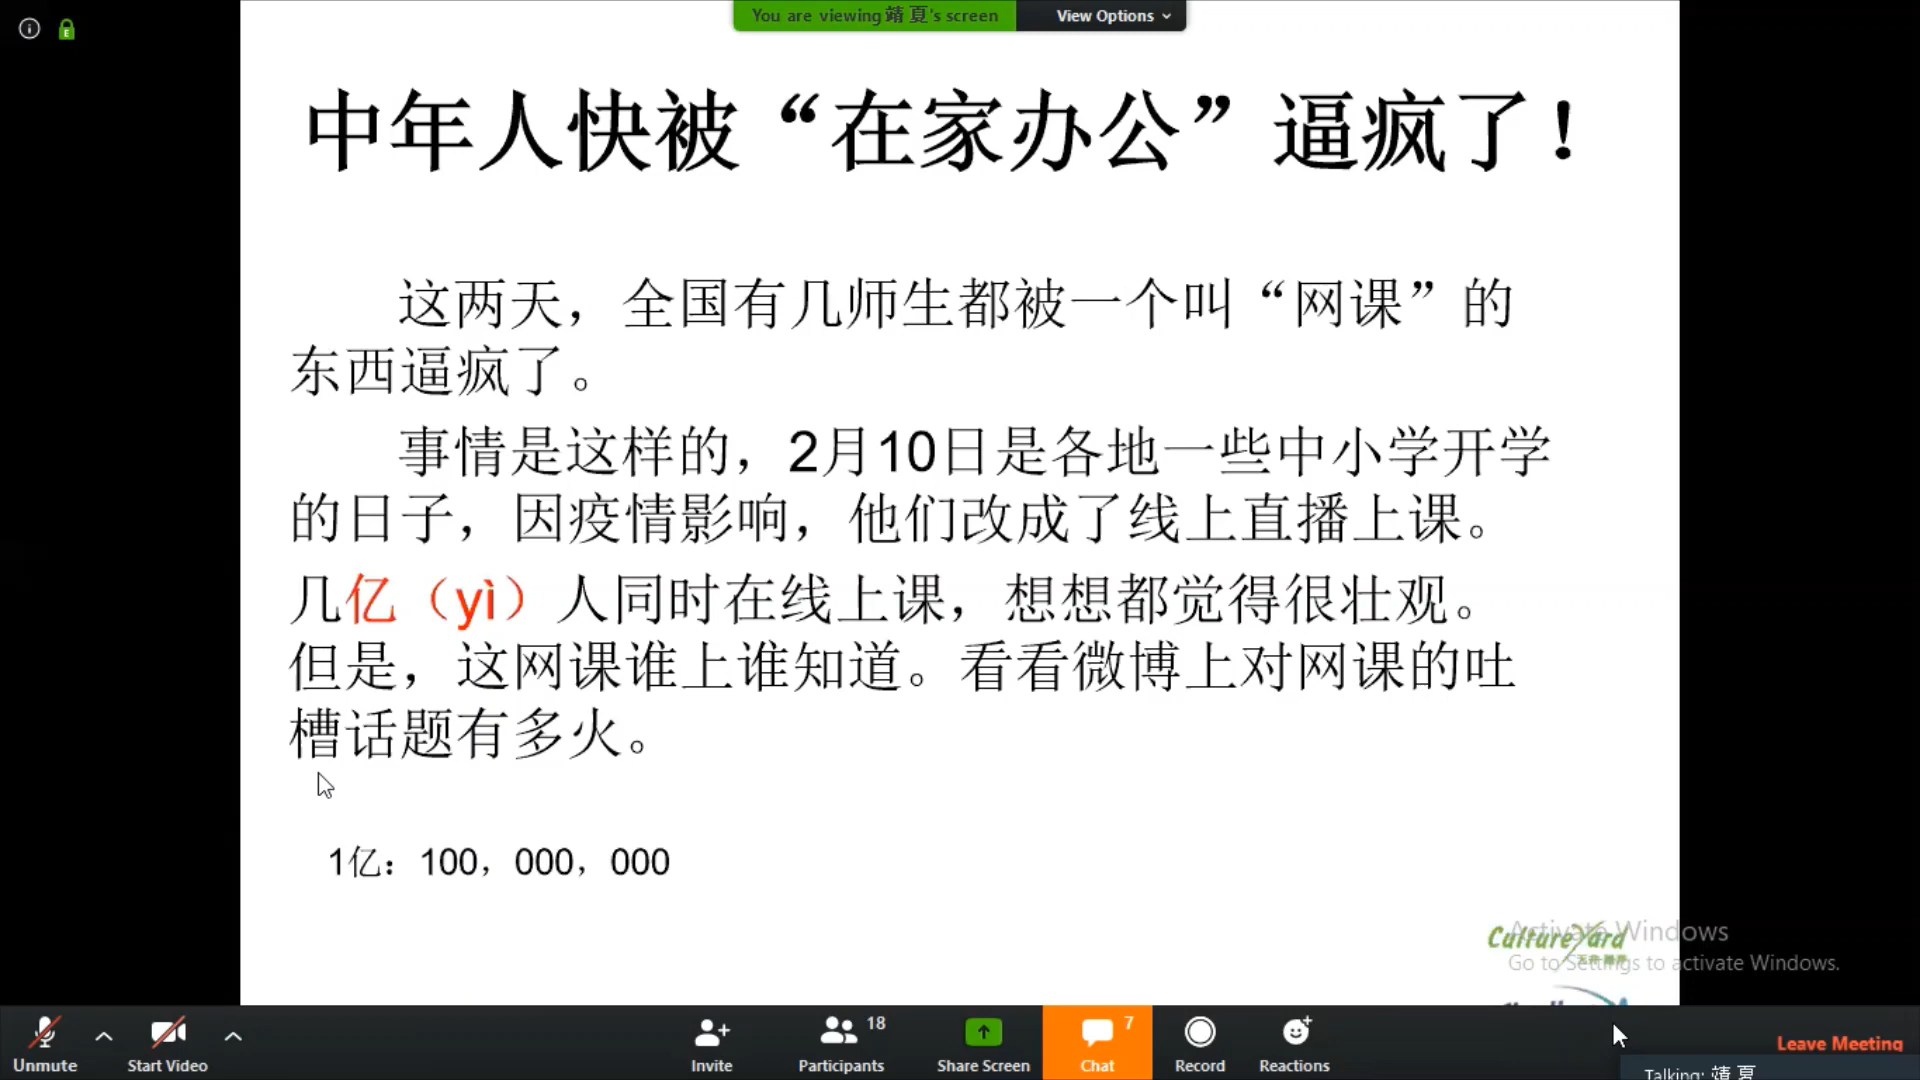 You are viewing 靖 夏's screen
View Options
中年人快被“在家办公”逼疯了！
这两天，全国有几师生都被一个叫“网课”的
东西逼疯了。
事情是这样的，2月10日是各地一些中小学开学
的日子，因疫情影响，他们改成了线上直播上课。
几亿（yì）人同时在线上课，想想都觉得很壮观。
但是，这网课谁上谁知道。看看微博上对网课的吐
槽话题有多火。
1亿：100，000，000
CultureYard
Activate Windows
Go to Settings to activate Windows.
Unmute
Start Video
Invite
18
Participants
Share Screen
7
Chat
Record
Reactions
Leave Meeting
Talking: 靖 夏